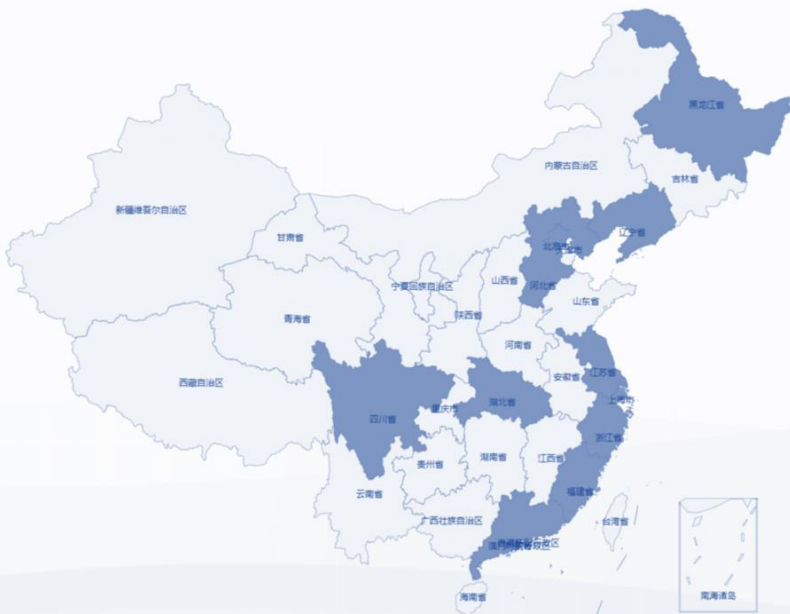 黑龙江省
内蒙古自治区
吉林省
新疆维吾尔自治区
辽宁省
甘肃省
北京市
天津市
宁夏回族自治区
山西省
河北省
山东省
青海省
陕西省
河南省
江苏省
安徽省
西藏自治区
上海市
湖北省
重庆市
四川省
浙江省
贵州省
湖南省
江西省
云南省
福建省
广西壮族自治区
台湾省
海南省
南海诸岛